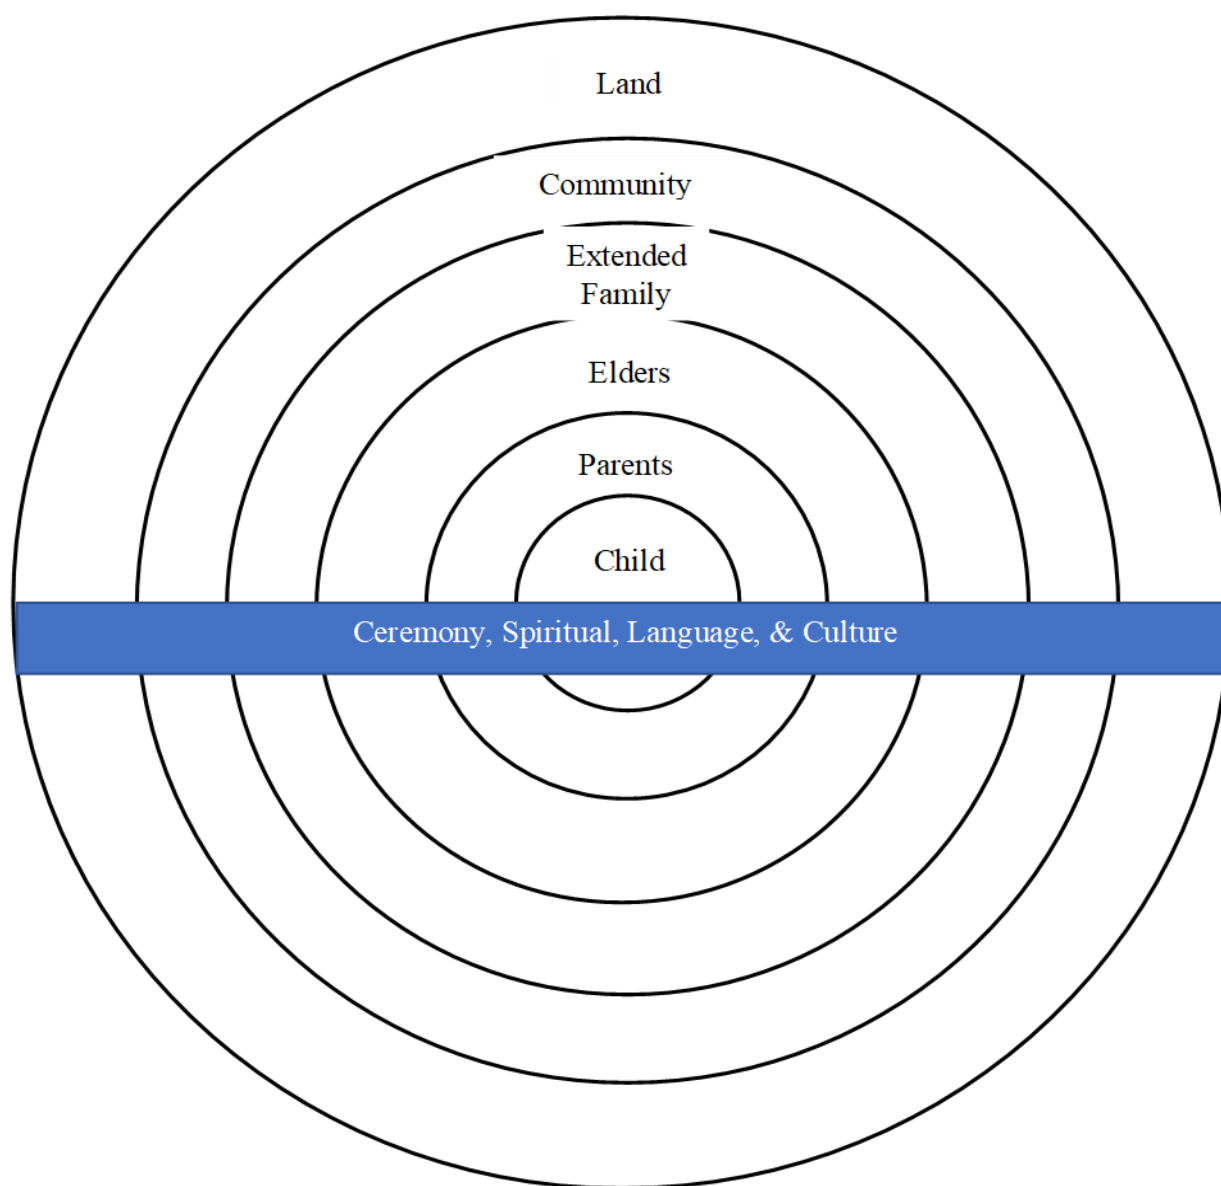 Land
Community
Extended
Family
Elders
Parents
Child
Ceremony, Spiritual, Language, & Culture